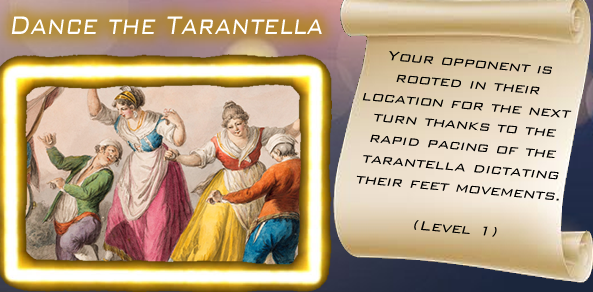 Dance the Tarantella
Your opponent is
rooted in their
location for the next
turn thanks to the
rapid pacing of the
tarantella dictating
their feet movements.
(Level 1)